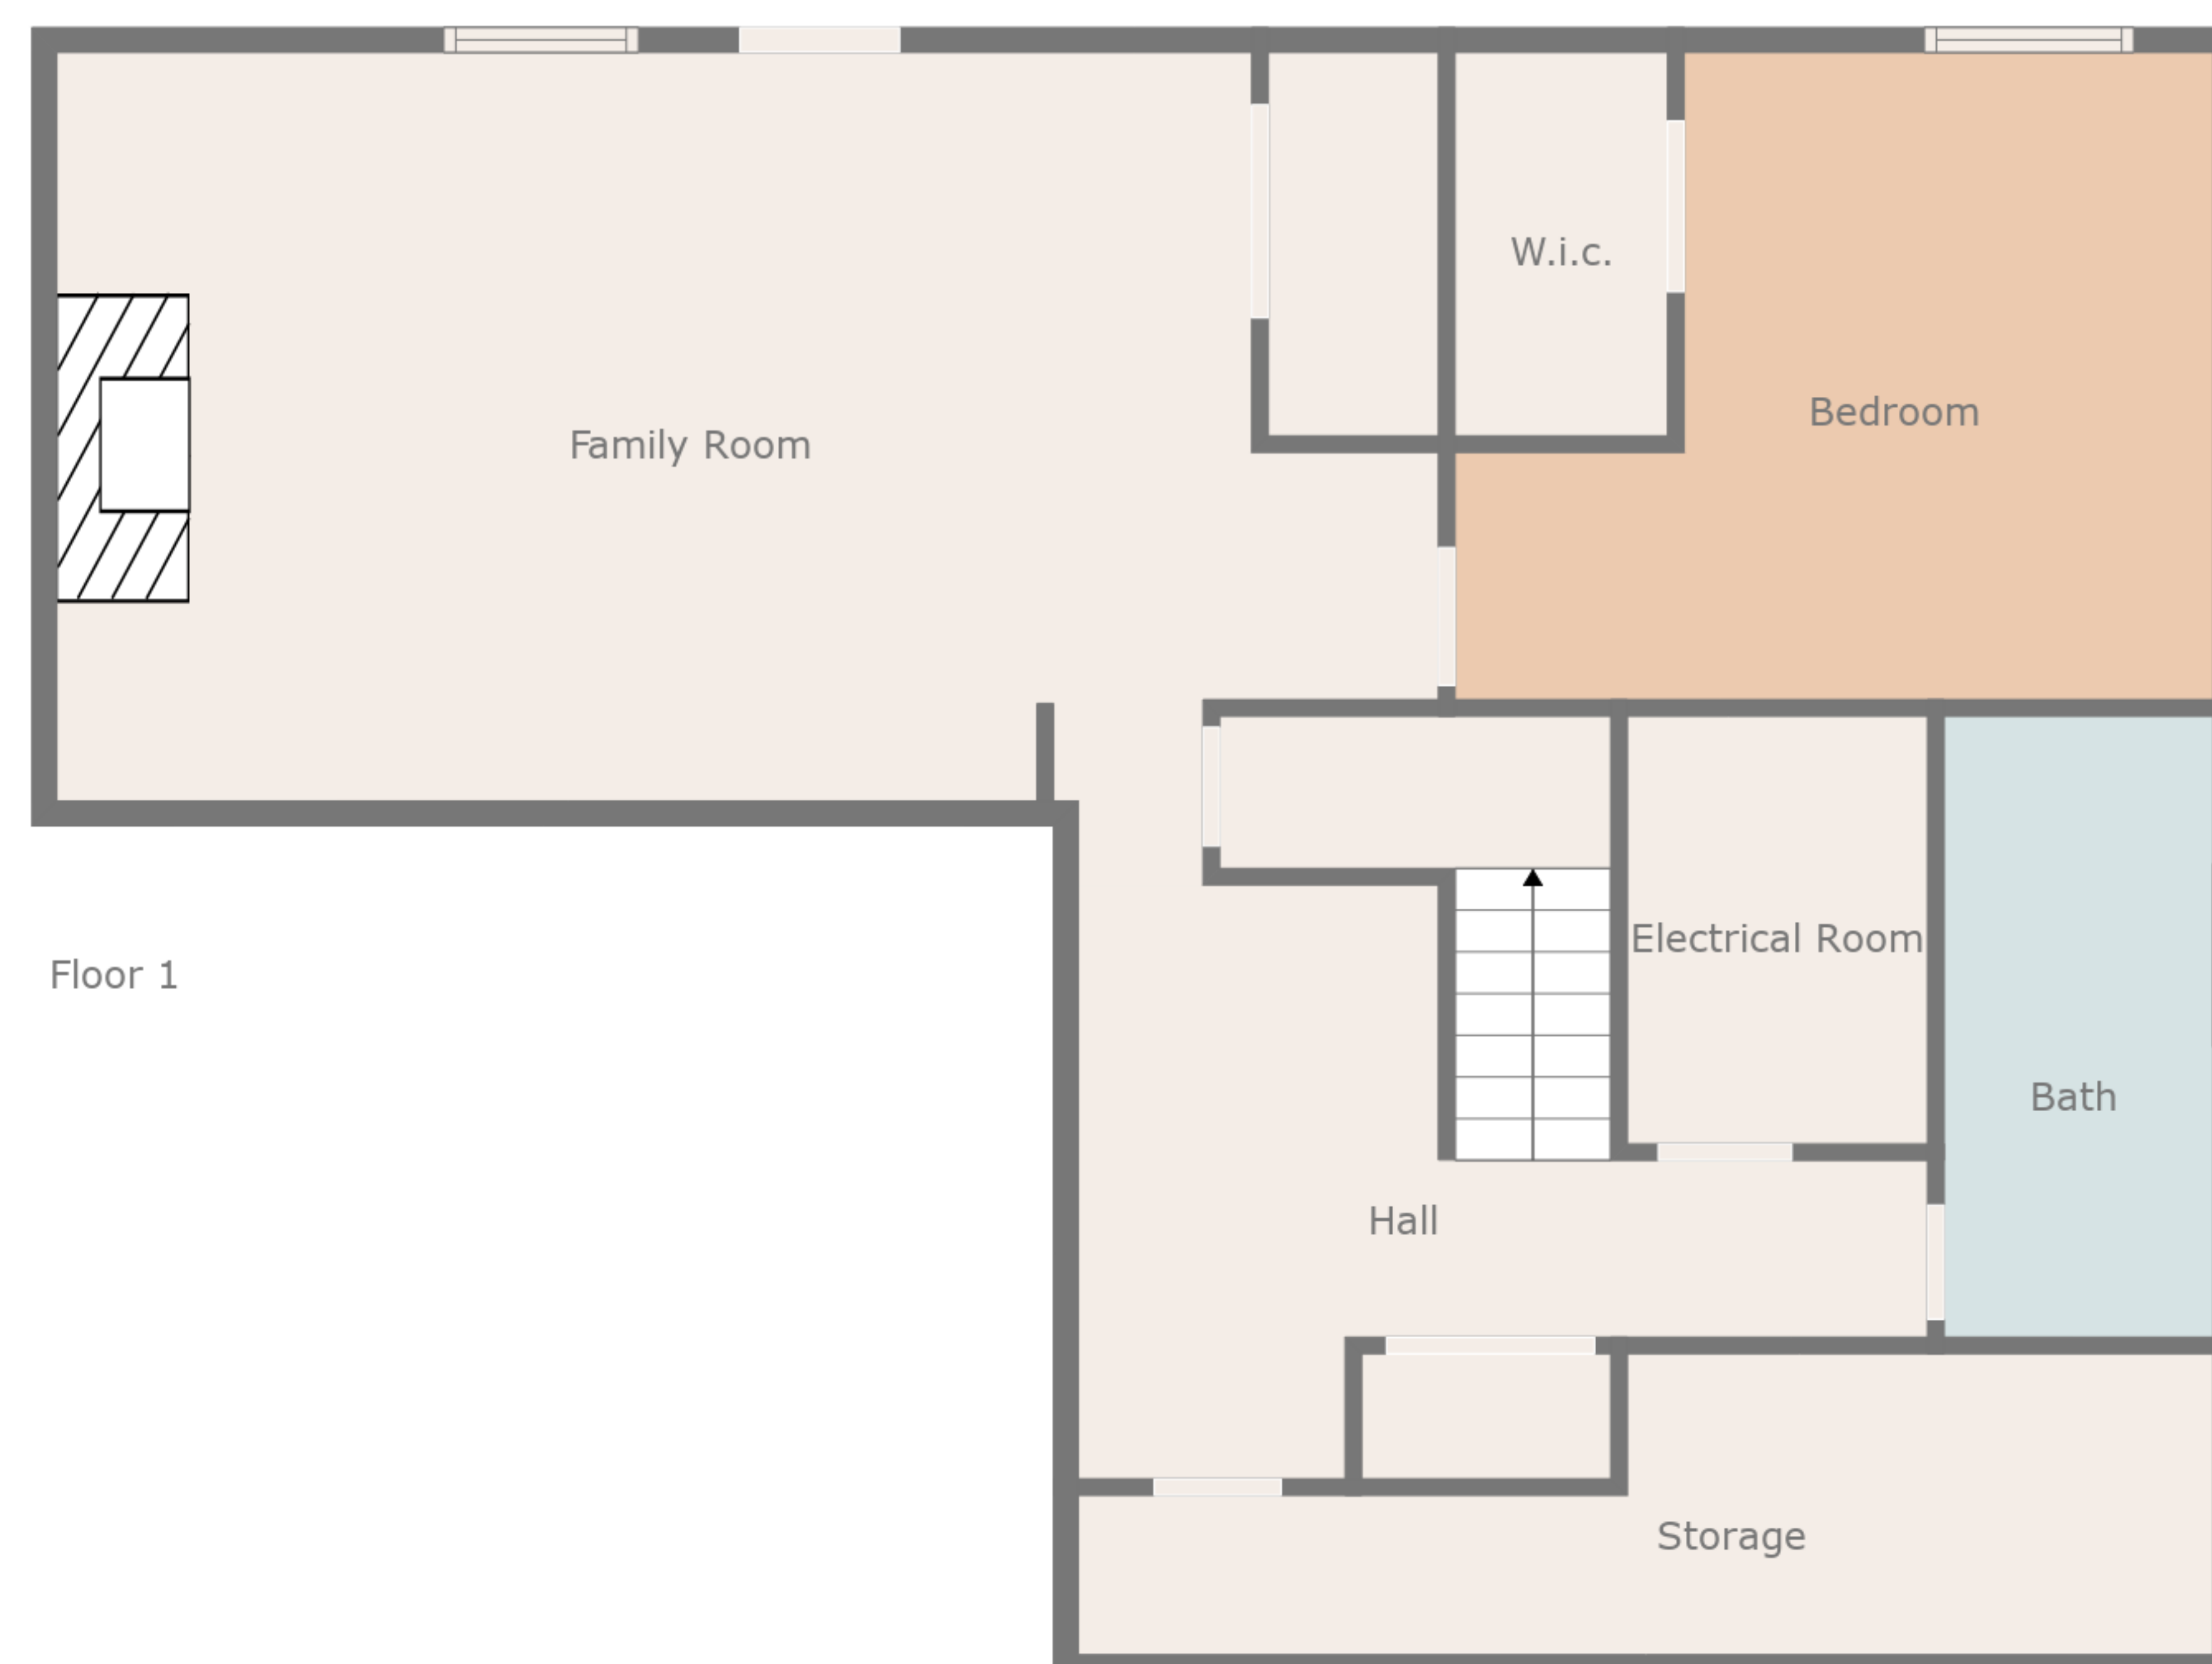 W.i.c.
Bedroom
Family Room
Electrical Room
Floor 1
Bath
Hall
Storage